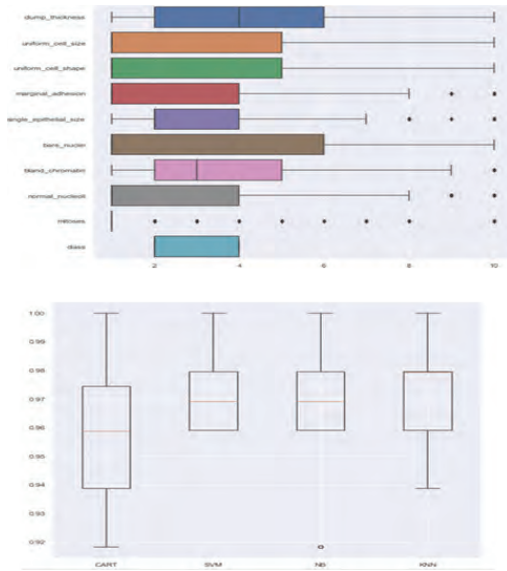 clump_thickness
uniform_cell_size
uniform_cell_shape
marginal_adhesion
single_epithelial_size
bare_nuclei
bland_chromatin
normal_nucleoli
mitoses
class
2 4 6 8 10
1.00
0.99
0.98
0.97
0.96
0.95
0.94
0.93
0.92
CART SVM NB KNN